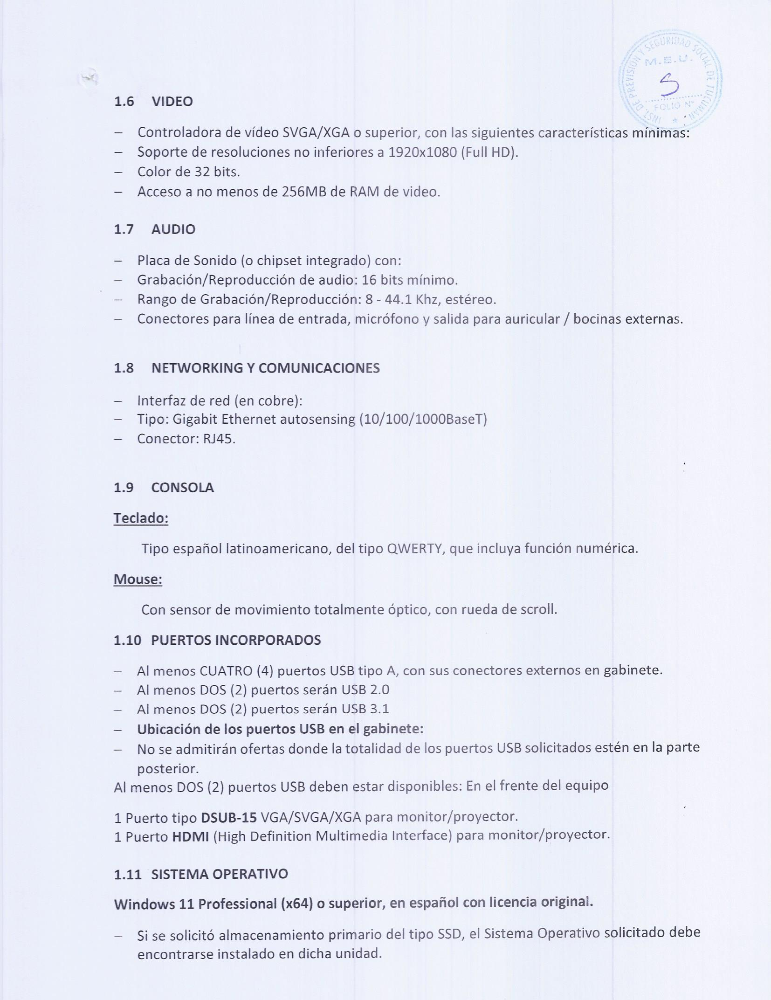 INST. DE PREVISION Y SEGURIDAD SOCIAL DE TUCUMAN
M.E.U.
5
FOLIO Nº
1.6 VIDEO
– Controladora de vídeo SVGA/XGA o superior, con las siguientes características mínimas:
– Soporte de resoluciones no inferiores a 1920x1080 (Full HD).
– Color de 32 bits.
– Acceso a no menos de 256MB de RAM de video.
1.7 AUDIO
– Placa de Sonido (o chipset integrado) con:
– Grabación/Reproducción de audio: 16 bits mínimo.
– Rango de Grabación/Reproducción: 8 - 44.1 Khz, estéreo.
– Conectores para línea de entrada, micrófono y salida para auricular / bocinas externas.
1.8 NETWORKING Y COMUNICACIONES
– Interfaz de red (en cobre):
– Tipo: Gigabit Ethernet autosensing (10/100/1000BaseT)
– Conector: RJ45.
1.9 CONSOLA
Teclado:
Tipo español latinoamericano, del tipo QWERTY, que incluya función numérica.
Mouse:
Con sensor de movimiento totalmente óptico, con rueda de scroll.
1.10 PUERTOS INCORPORADOS
– Al menos CUATRO (4) puertos USB tipo A, con sus conectores externos en gabinete.
– Al menos DOS (2) puertos serán USB 2.0
– Al menos DOS (2) puertos serán USB 3.1
– Ubicación de los puertos USB en el gabinete:
– No se admitirán ofertas donde la totalidad de los puertos USB solicitados estén en la parte
posterior.
Al menos DOS (2) puertos USB deben estar disponibles: En el frente del equipo
1 Puerto tipo DSUB-15 VGA/SVGA/XGA para monitor/proyector.
1 Puerto HDMI (High Definition Multimedia Interface) para monitor/proyector.
1.11 SISTEMA OPERATIVO
Windows 11 Professional (x64) o superior, en español con licencia original.
– Si se solicitó almacenamiento primario del tipo SSD, el Sistema Operativo solicitado debe
encontrarse instalado en dicha unidad.